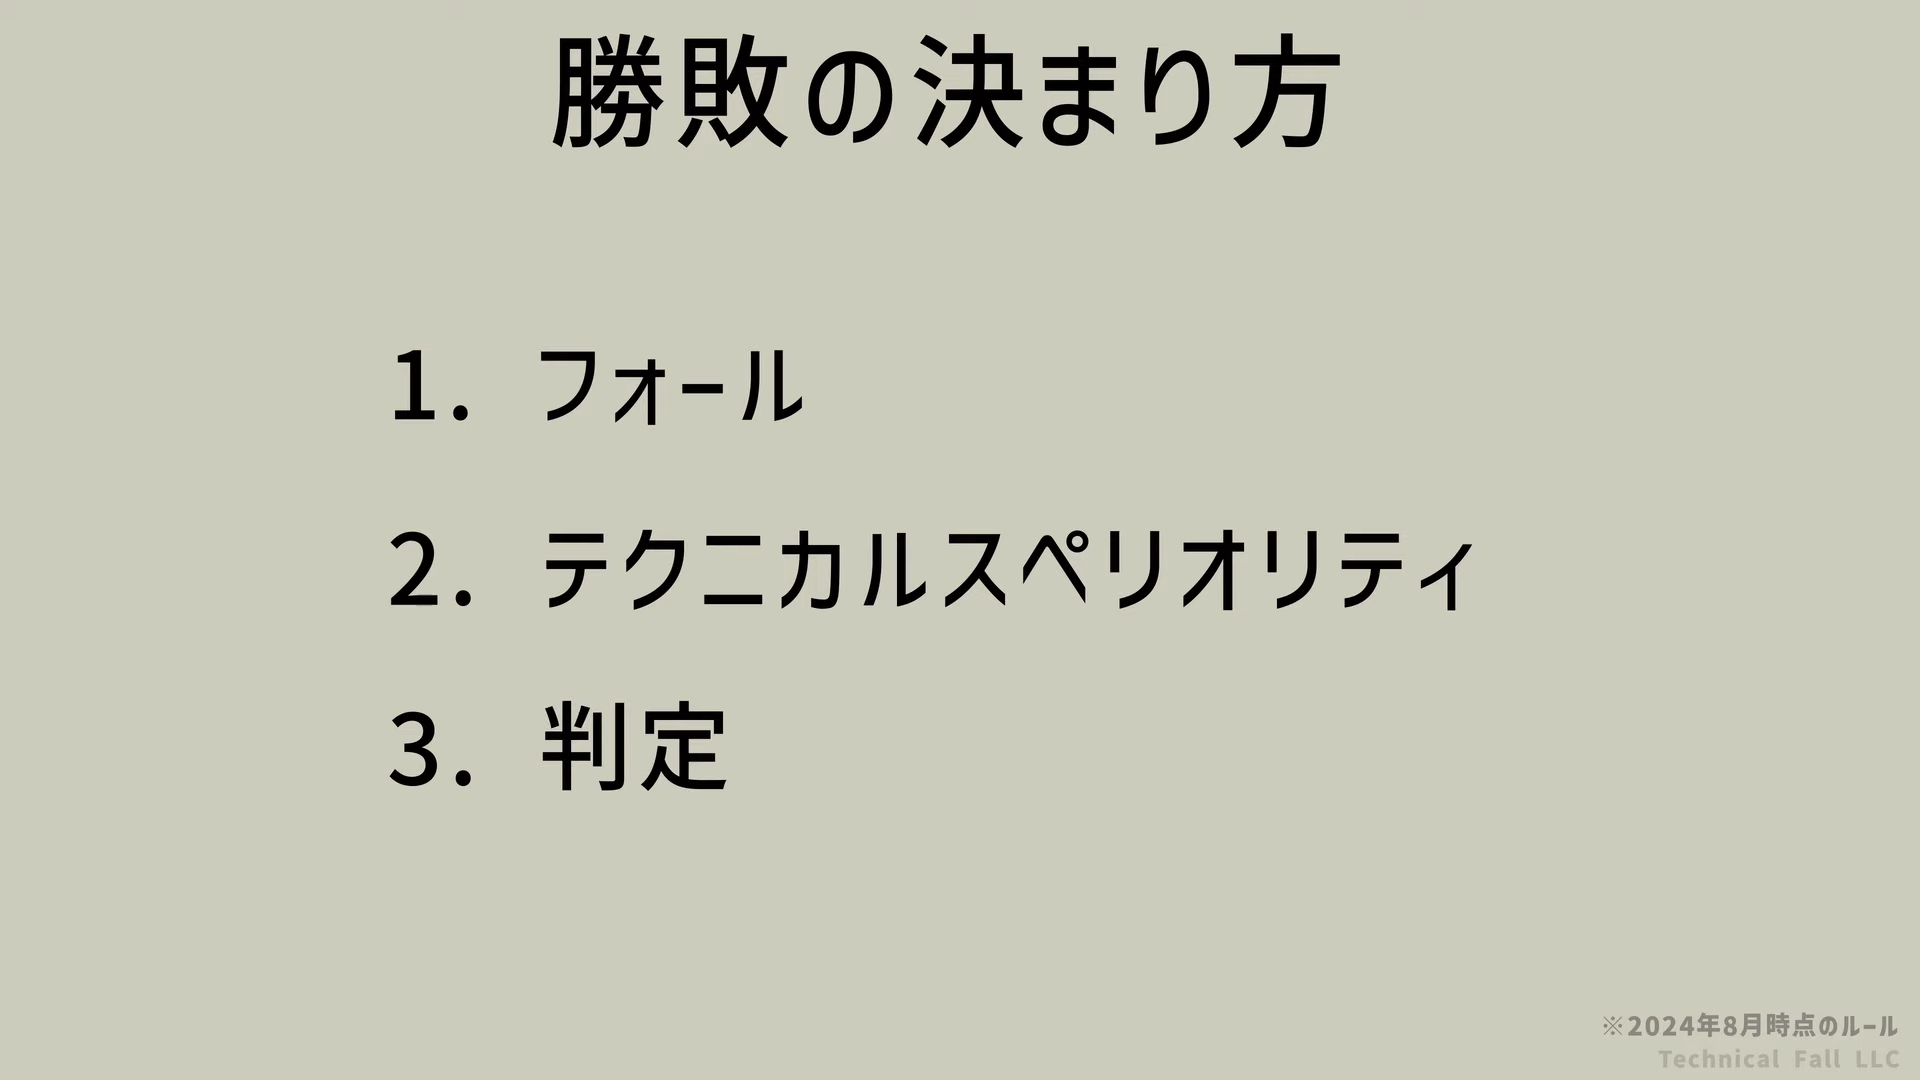 勝敗の決まり方
1. フォール
2. テクニカルスペリオリティ
3. 判定
※2024年8月時点のルール
Technical Fall LLC